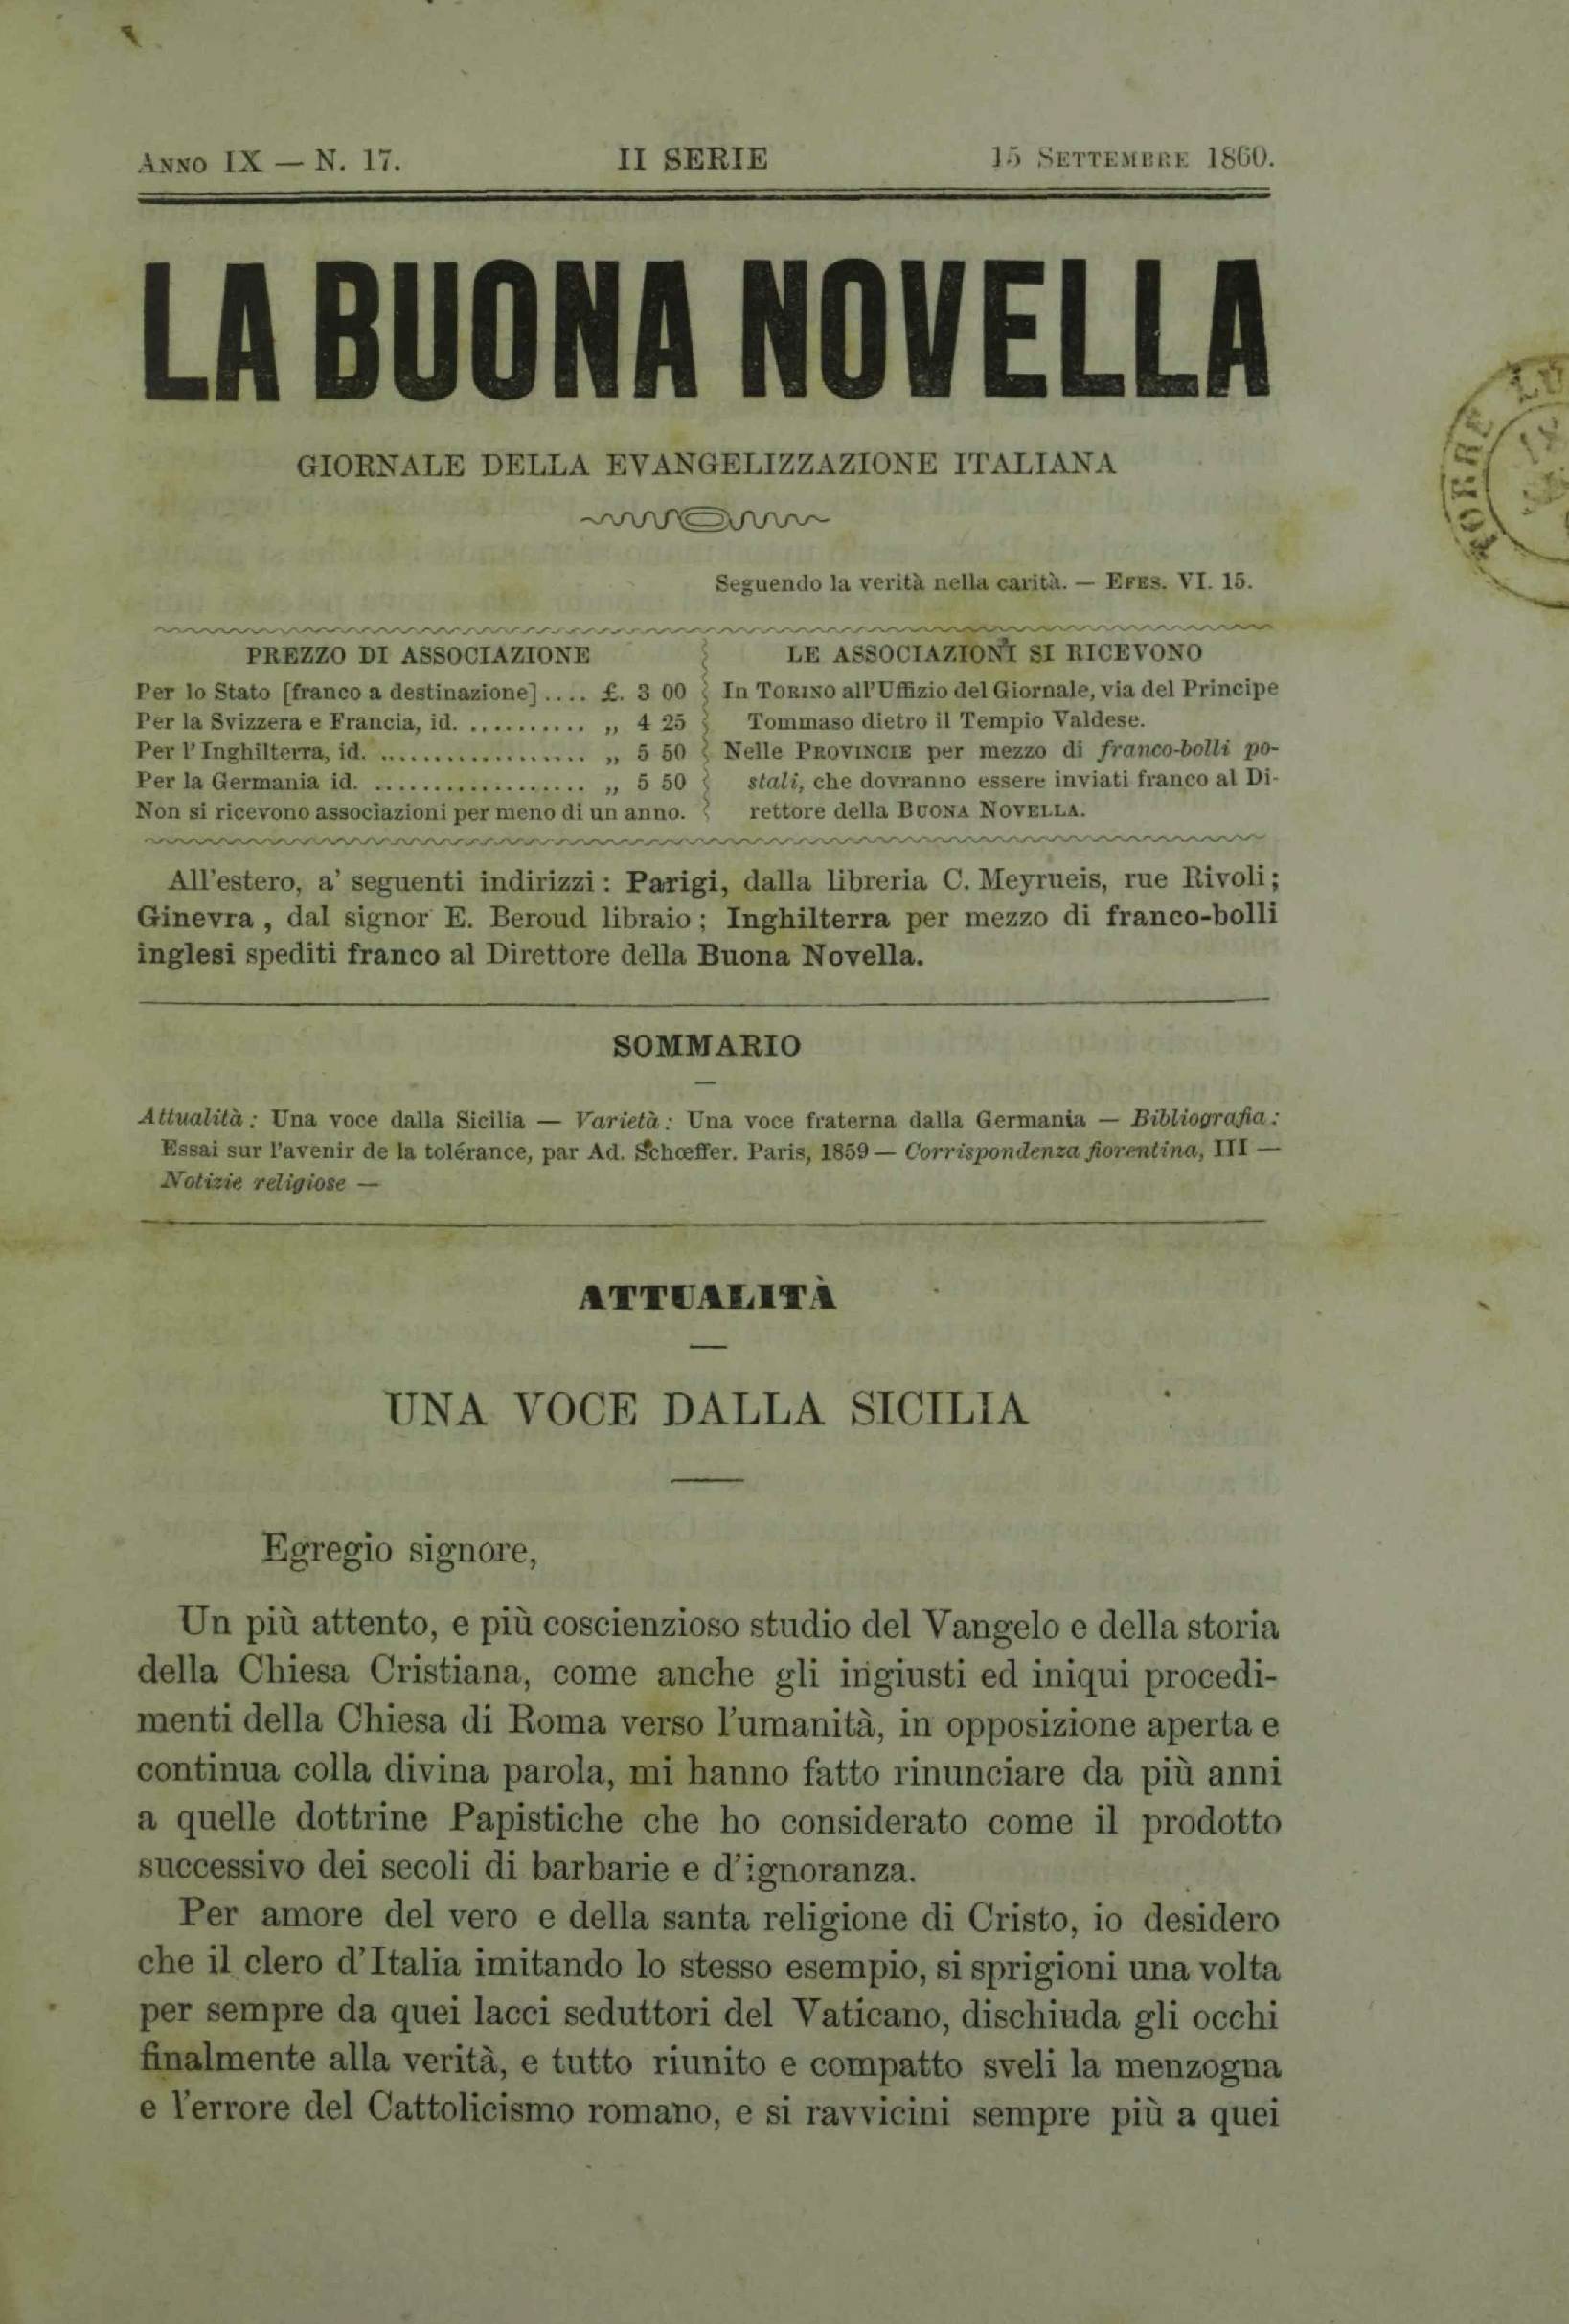 ANNO IX — N. 17.
II SERIE
15 SETTEMBRE 1860.
LA BUONA NOVELLA
GIORNALE DELLA EVANGELIZZAZIONE ITALIANA
Seguendo la verità nella carità. — EFES. VI. 15.
PREZZO DI ASSOCIAZIONE
Per lo Stato [franco a destinazione] .... £. 3 00
Per la Svizzera e Francia, id. .......... „ 4 25
Per l'Inghilterra, id. .................. „ 5 50
Per la Germania id. .................. „ 5 50
Non si ricevono associazioni per meno di un anno.
LE ASSOCIAZIONI SI RICEVONO
In TORINO all'Uffizio del Giornale, via del Principe
Tommaso dietro il Tempio Valdese.
Nelle PROVINCIE per mezzo di franco-bolli po-
stali, che dovranno essere inviati franco al Di-
rettore della BUONA NOVELLA.
All'estero, a' seguenti indirizzi: Parigi, dalla libreria C. Meyrueis, rue Rivoli;
Ginevra, dal signor E. Beroud libraio; Inghilterra per mezzo di franco-bolli
inglesi spediti franco al Direttore della Buona Novella.
SOMMARIO
Attualità: Una voce dalla Sicilia — Varietà: Una voce fraterna dalla Germania — Bibliografia:
Essai sur l'avenir de la tolérance, par Ad. Schœffer. Paris, 1859 — Corrispondenza fiorentina, III —
Notizie religiose —
ATTUALITÀ
UNA VOCE DALLA SICILIA
Egregio signore,
Un più attento, e più coscienzioso studio del Vangelo e della storia
della Chiesa Cristiana, come anche gli ingiusti ed iniqui procedi-
menti della Chiesa di Roma verso l'umanità, in opposizione aperta e
continua colla divina parola, mi hanno fatto rinunciare da più anni
a quelle dottrine Papistiche che ho considerato come il prodotto
successivo dei secoli di barbarie e d'ignoranza.
Per amore del vero e della santa religione di Cristo, io desidero
che il clero d'Italia imitando lo stesso esempio, si sprigioni una volta
per sempre da quei lacci seduttori del Vaticano, dischiuda gli occhi
finalmente alla verità, e tutto riunito e compatto sveli la menzogna
e l'errore del Cattolicismo romano, e si ravvicini sempre più a quei
TORRE